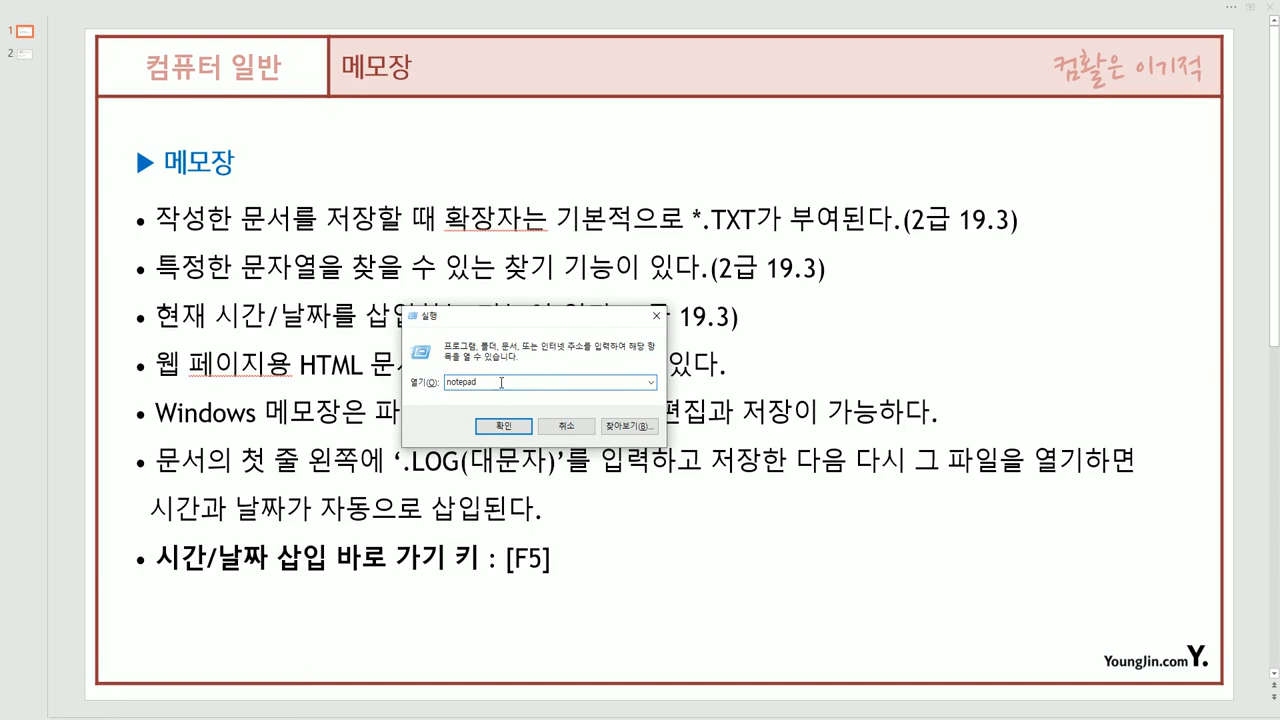 1
2
컴퓨터 일반
메모장
컴활은 이기적
▶ 메모장
• 작성한 문서를 저장할 때 확장자는 기본적으로 *.TXT가 부여된다.(2급 19.3)
• 특정한 문자열을 찾을 수 있는 찾기 기능이 있다.(2급 19.3)
• 현재 시간/날짜를 삽입 19.3)
• 웹 페이지용 HTML 문 있다.
• Windows 메모장은 파 편집과 저장이 가능하다.
• 문서의 첫 줄 왼쪽에 ‘.LOG(대문자)’를 입력하고 저장한 다음 다시 그 파일을 열기하면
시간과 날짜가 자동으로 삽입된다.
• 시간/날짜 삽입 바로 가기 키 : [F5]
실행
프로그램, 폴더, 문서, 또는 인터넷 주소를 입력하여 해당 항
목을 열 수 있습니다.
열기(O): notepad
확인 취소 찾아보기(B)...
YoungJin.com Y.